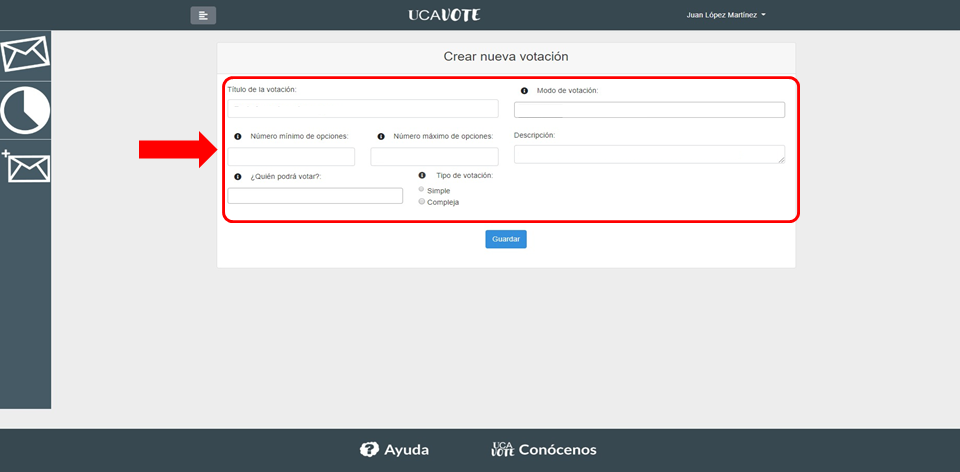 UCAVOTE
Juan López Martínez
Crear nueva votación
Título de la votación:
Modo de votación:
Número mínimo de opciones:
Número máximo de opciones:
Descripción:
¿Quién podrá votar?:
Tipo de votación:
Simple
Compleja
Guardar
Ayuda
UCA VOTE Conócenos